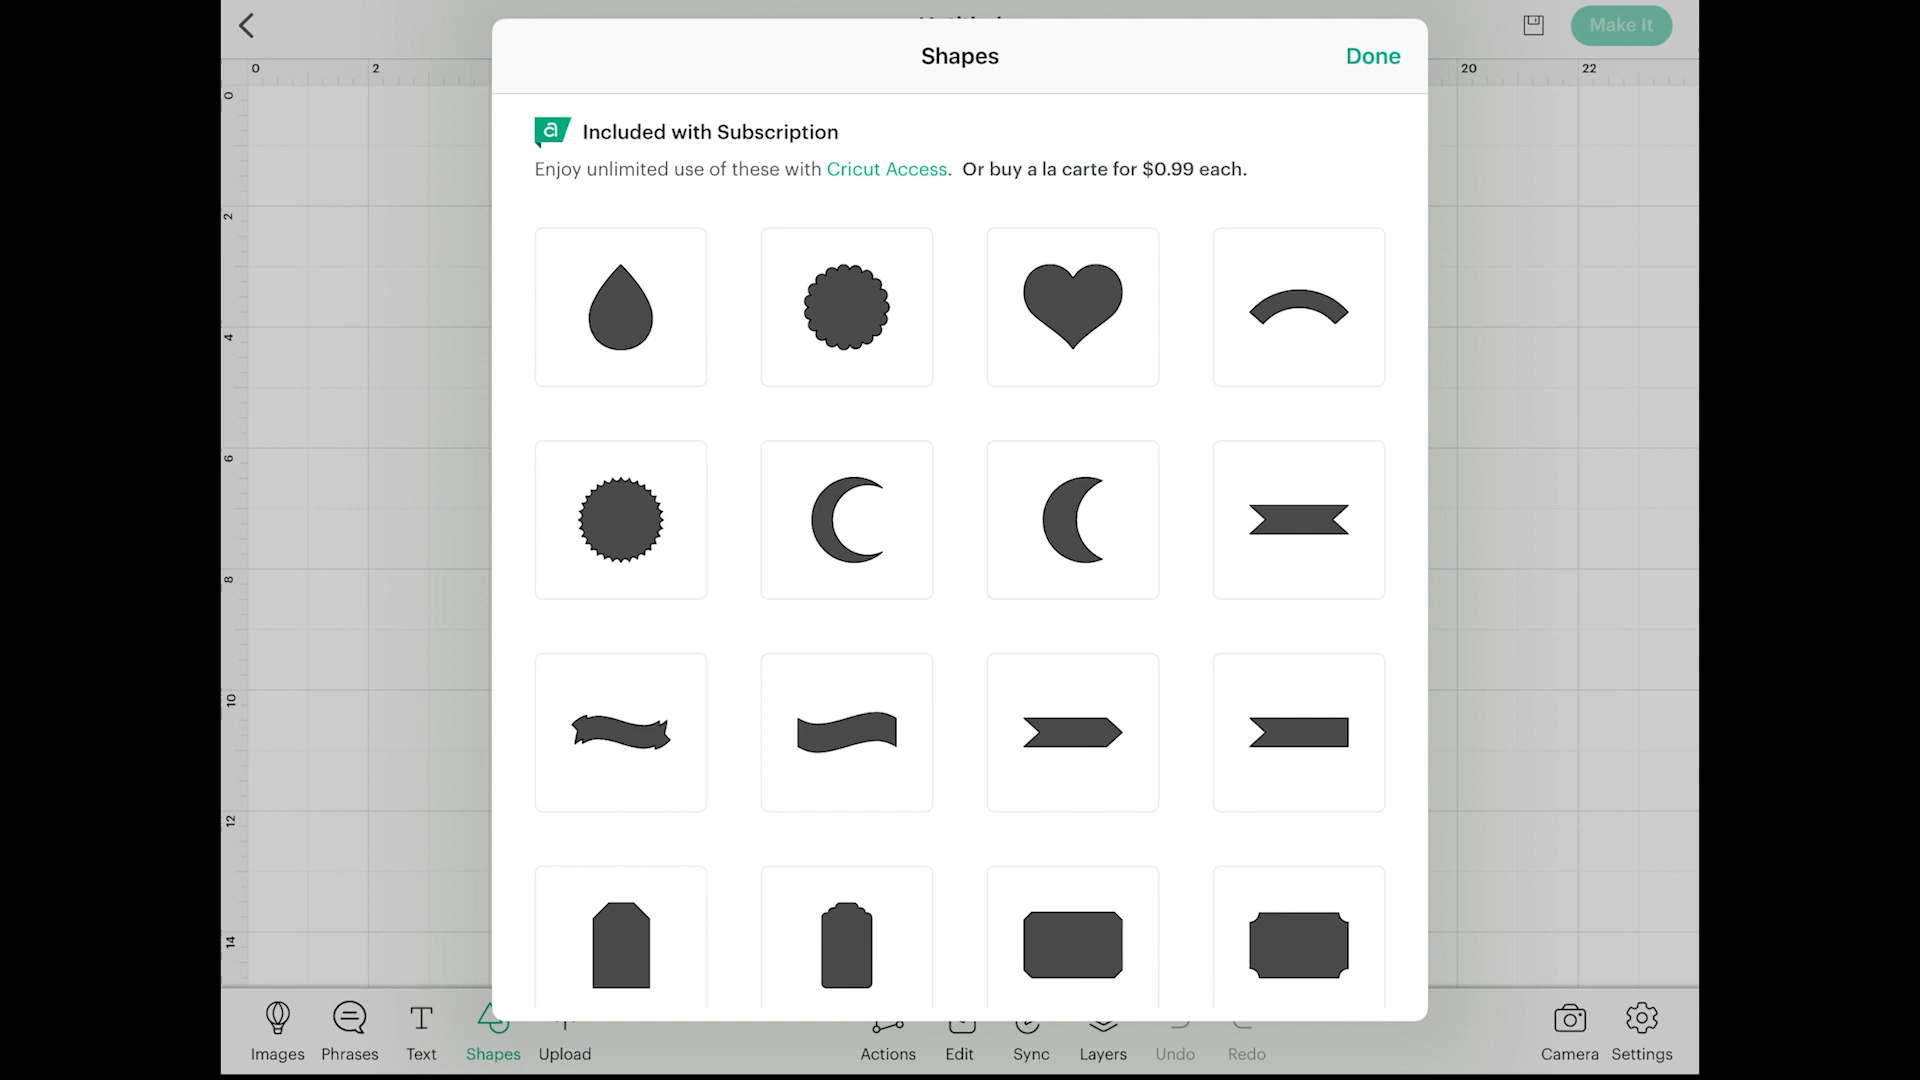 Shapes
Done
Make It
0 2 20 22
0
2
4
6
8
10
12
14
a Included with Subscription
Enjoy unlimited use of these with Cricut Access. Or buy a la carte for $0.99 each.
Images Phrases Text Shapes Upload Actions Edit Sync Layers Undo Redo Camera Settings